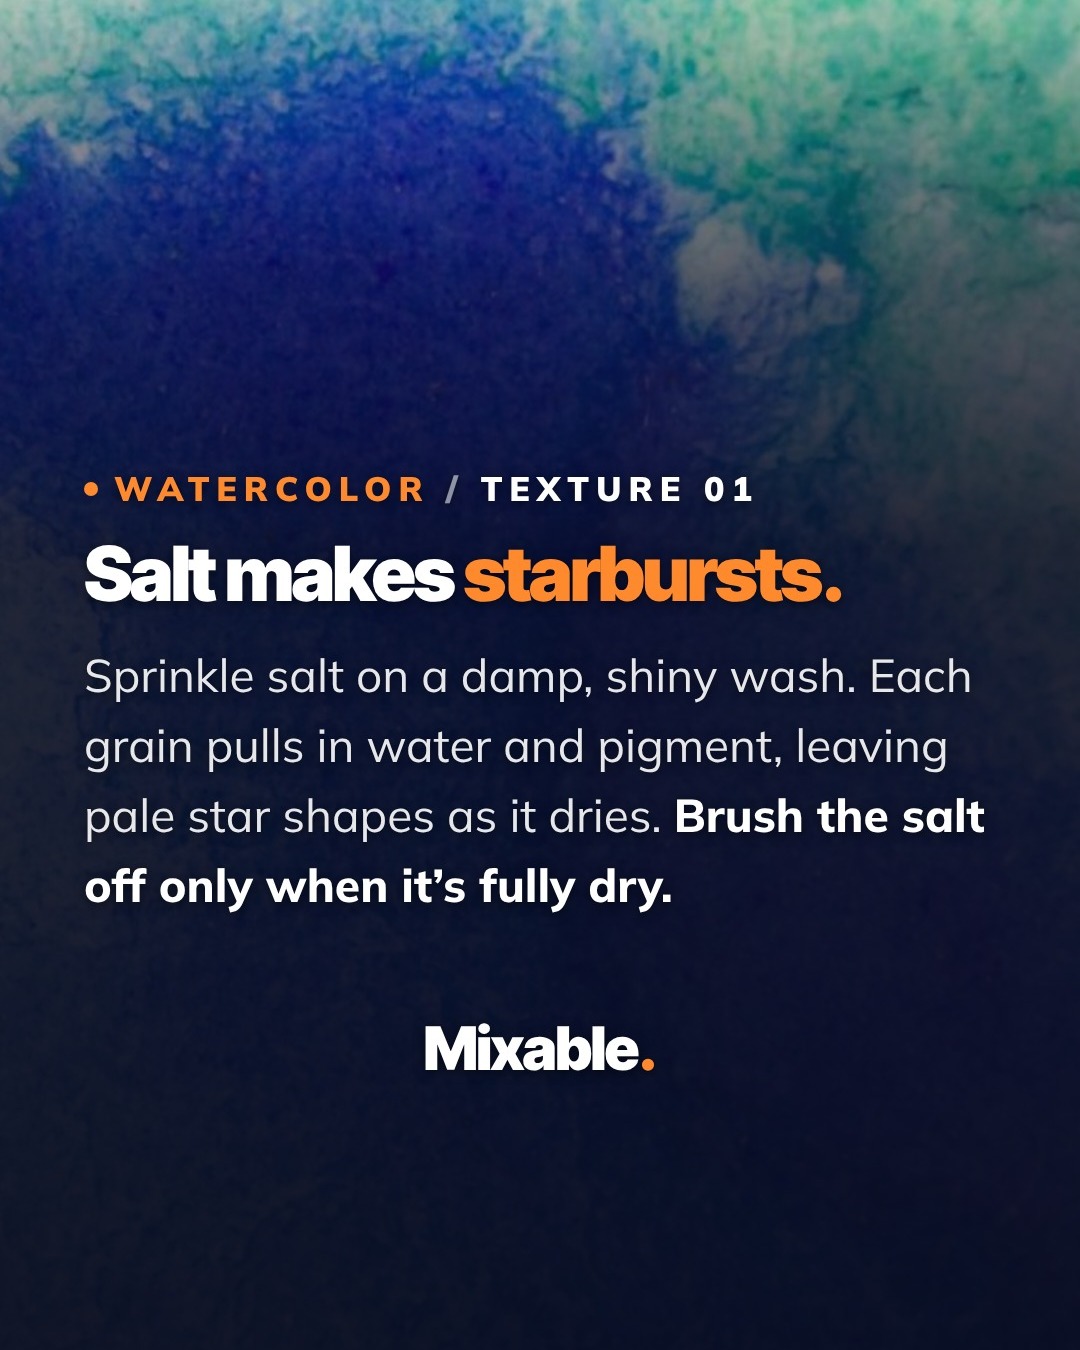 • WATERCOLOR / TEXTURE 01
Salt makes starbursts.
Sprinkle salt on a damp, shiny wash. Each
grain pulls in water and pigment, leaving
pale star shapes as it dries. Brush the salt
off only when it’s fully dry.
Mixable.